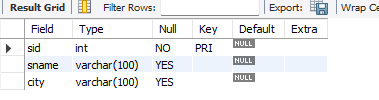 Result Grid Filter Rows: Export: Wrap Ce
Field Type Null Key Default Extra
sid int NO PRI NULL
sname varchar(100) YES NULL
city varchar(100) YES NULL